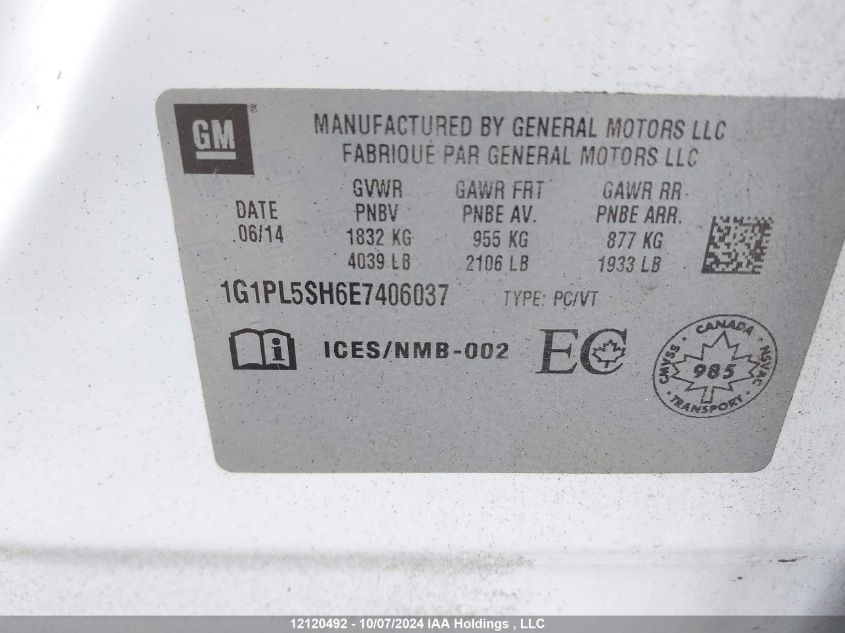 GM ®
MANUFACTURED BY GENERAL MOTORS LLC
FABRIQUÉ PAR GENERAL MOTORS LLC
GVWR GAWR FRT GAWR RR
DATE PNBV PNBE AV. PNBE ARR.
06/14 1832 KG 955 KG 877 KG
4039 LB 2106 LB 1933 LB
1G1PL5SH6E7406037 TYPE: PC/VT
i ICES/NMB-002 EC
CANADA
CMVSS 985 NSVAC
TRANSPORT
12120492 - 10/07/2024 IAA Holdings , LLC